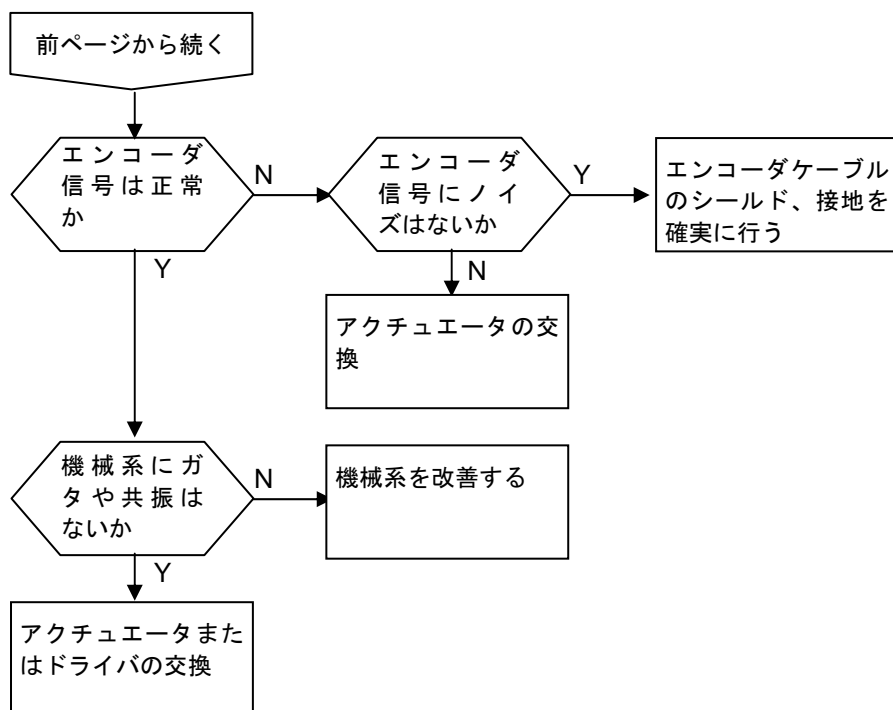 前ページから続く
エンコーダ
信号は正常
か
N
エンコーダ
信号にノイ
ズはないか
Y
エンコーダケーブル
のシールド、接地を
確実に行う
Y
N
アクチュエータの交
換
機械系にガ
タや共振は
ないか
N
機械系を改善する
Y
アクチュエータまた
はドライバの交換